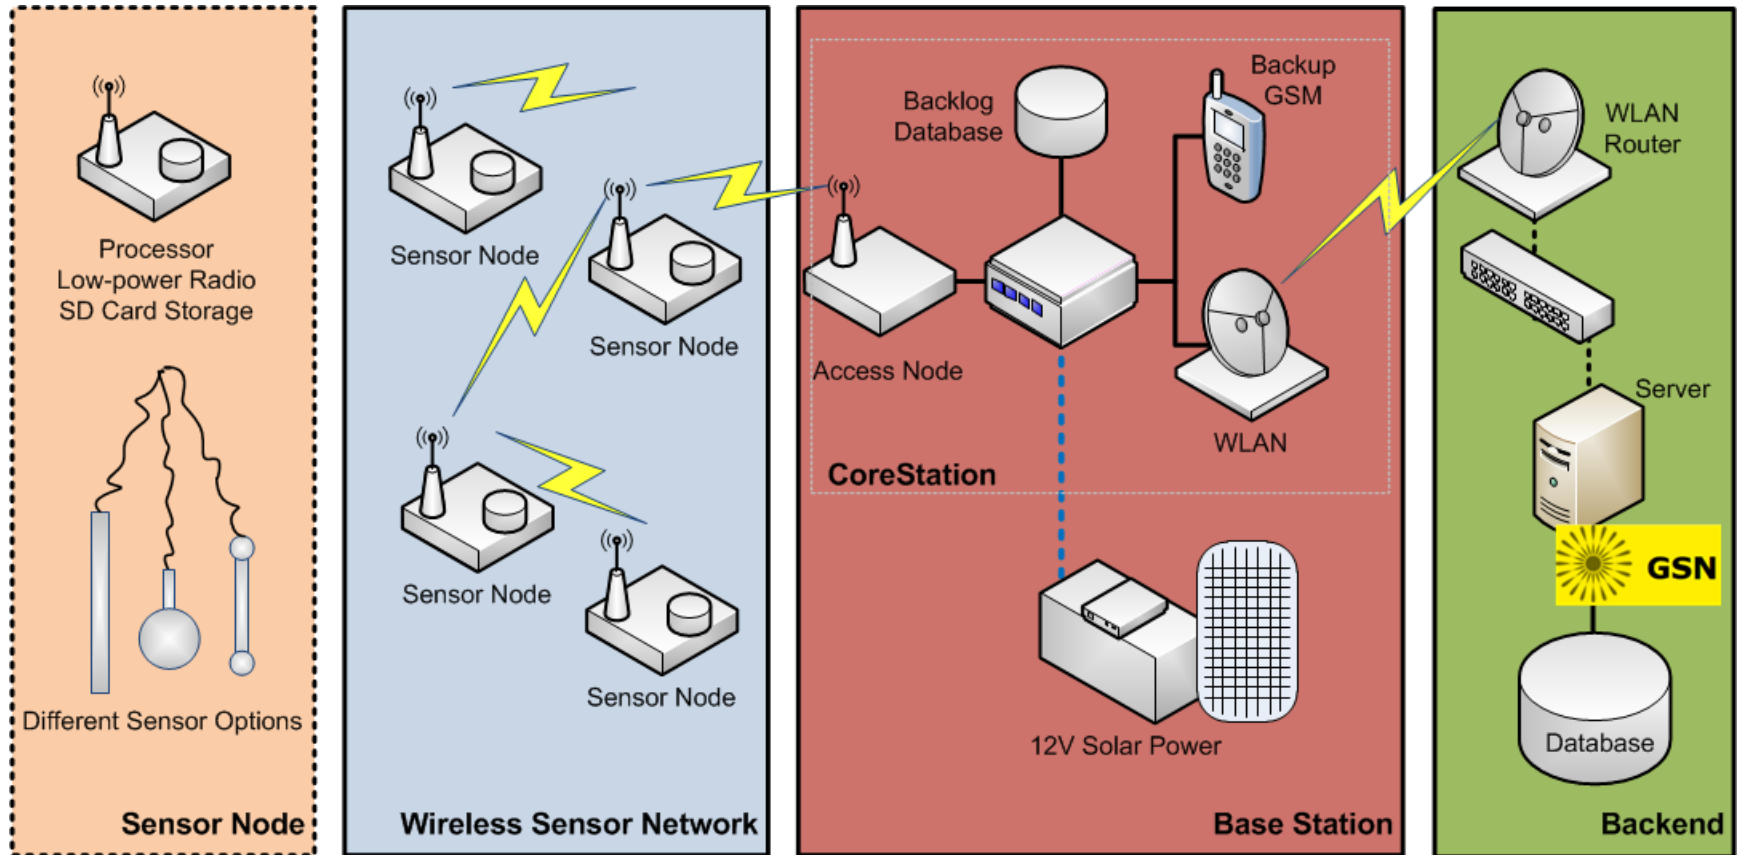 Processor
Low-power Radio
SD Card Storage
Different Sensor Options
Sensor Node
Sensor Node
Sensor Node
Sensor Node
Sensor Node
Wireless Sensor Network
Backlog
Database
Backup
GSM
Access Node
WLAN
CoreStation
12V Solar Power
Base Station
WLAN
Router
Server
GSN
Database
Backend